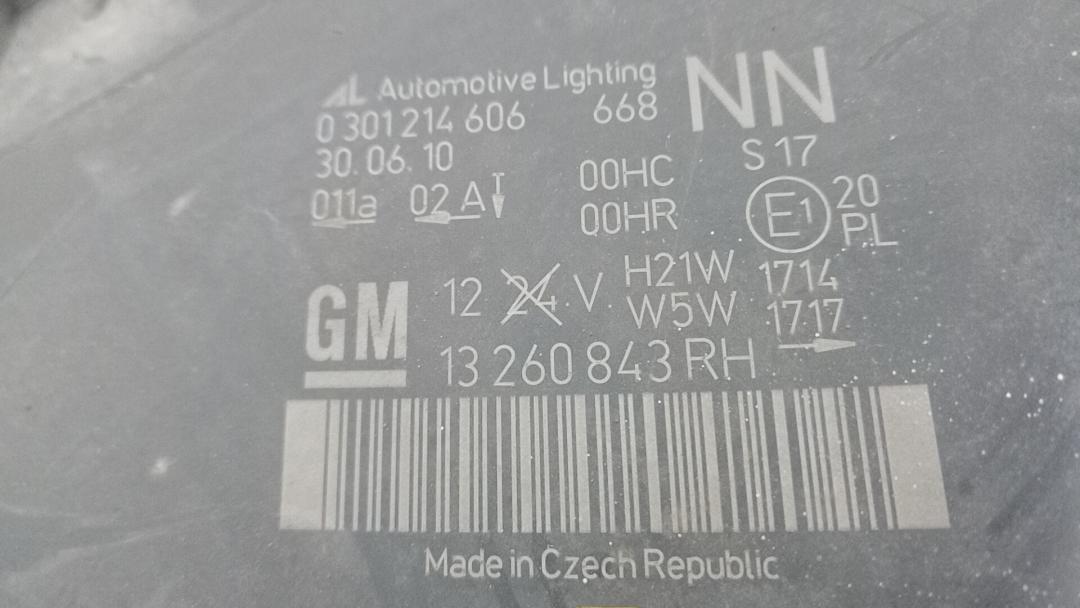 AL Automotive Lighting
0 301 214 606 668
NN
30.06.10
S 17
011a 02 A
00HC
00HR
E1
20
PL
GM
12 24 V
H21W 1714
W5W 1717
13 260 843 RH
Made in Czech Republic